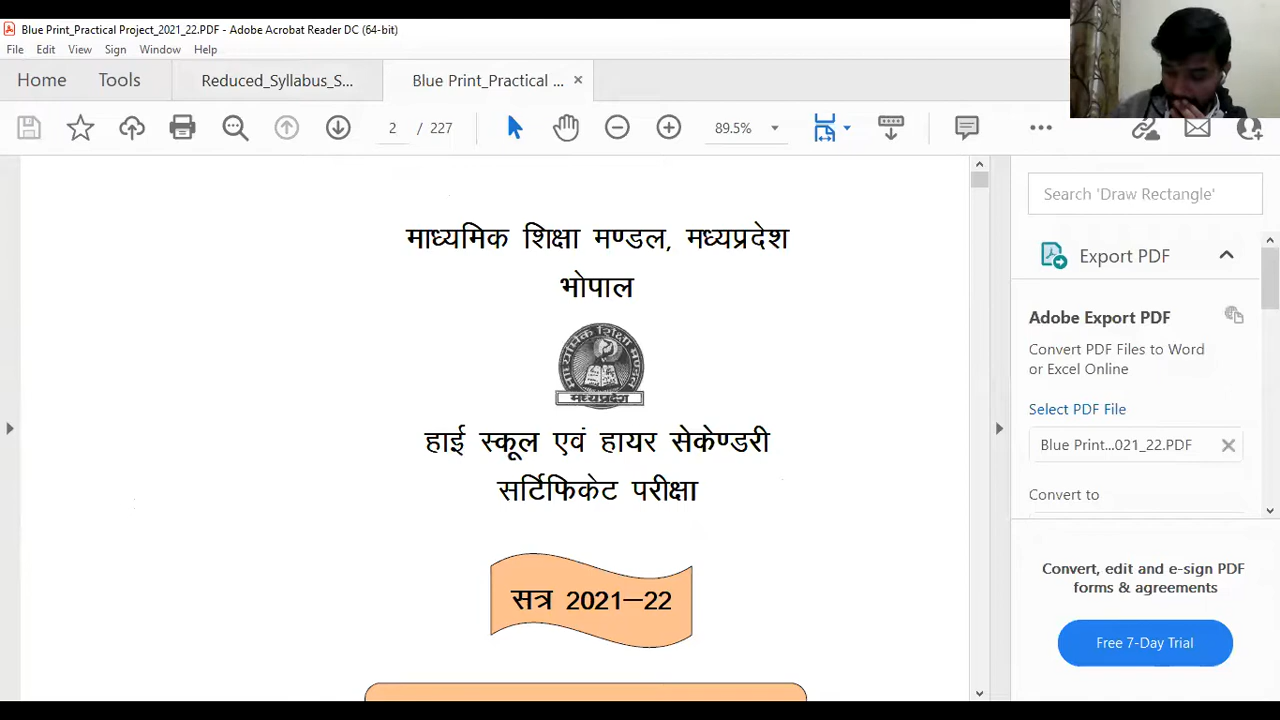 Blue Print_Practical Project_2021_22.PDF - Adobe Acrobat Reader DC (64-bit)
File Edit View Sign Window Help
Home Tools Reduced_Syllabus_S... Blue Print_Practical ...
2 / 227 89.5%
माध्यमिक शिक्षा मण्डल, मध्यप्रदेश
भोपाल
माध्यमिक शिक्षा मण्डल
मध्यप्रदेश
हाई स्कूल एवं हायर सेकेण्डरी
सर्टिफिकेट परीक्षा
सत्र 2021–22
Search 'Draw Rectangle'
Export PDF
Adobe Export PDF
Convert PDF Files to Word
or Excel Online
Select PDF File
Blue Print...021_22.PDF
Convert to
Convert, edit and e-sign PDF
forms & agreements
Free 7-Day Trial